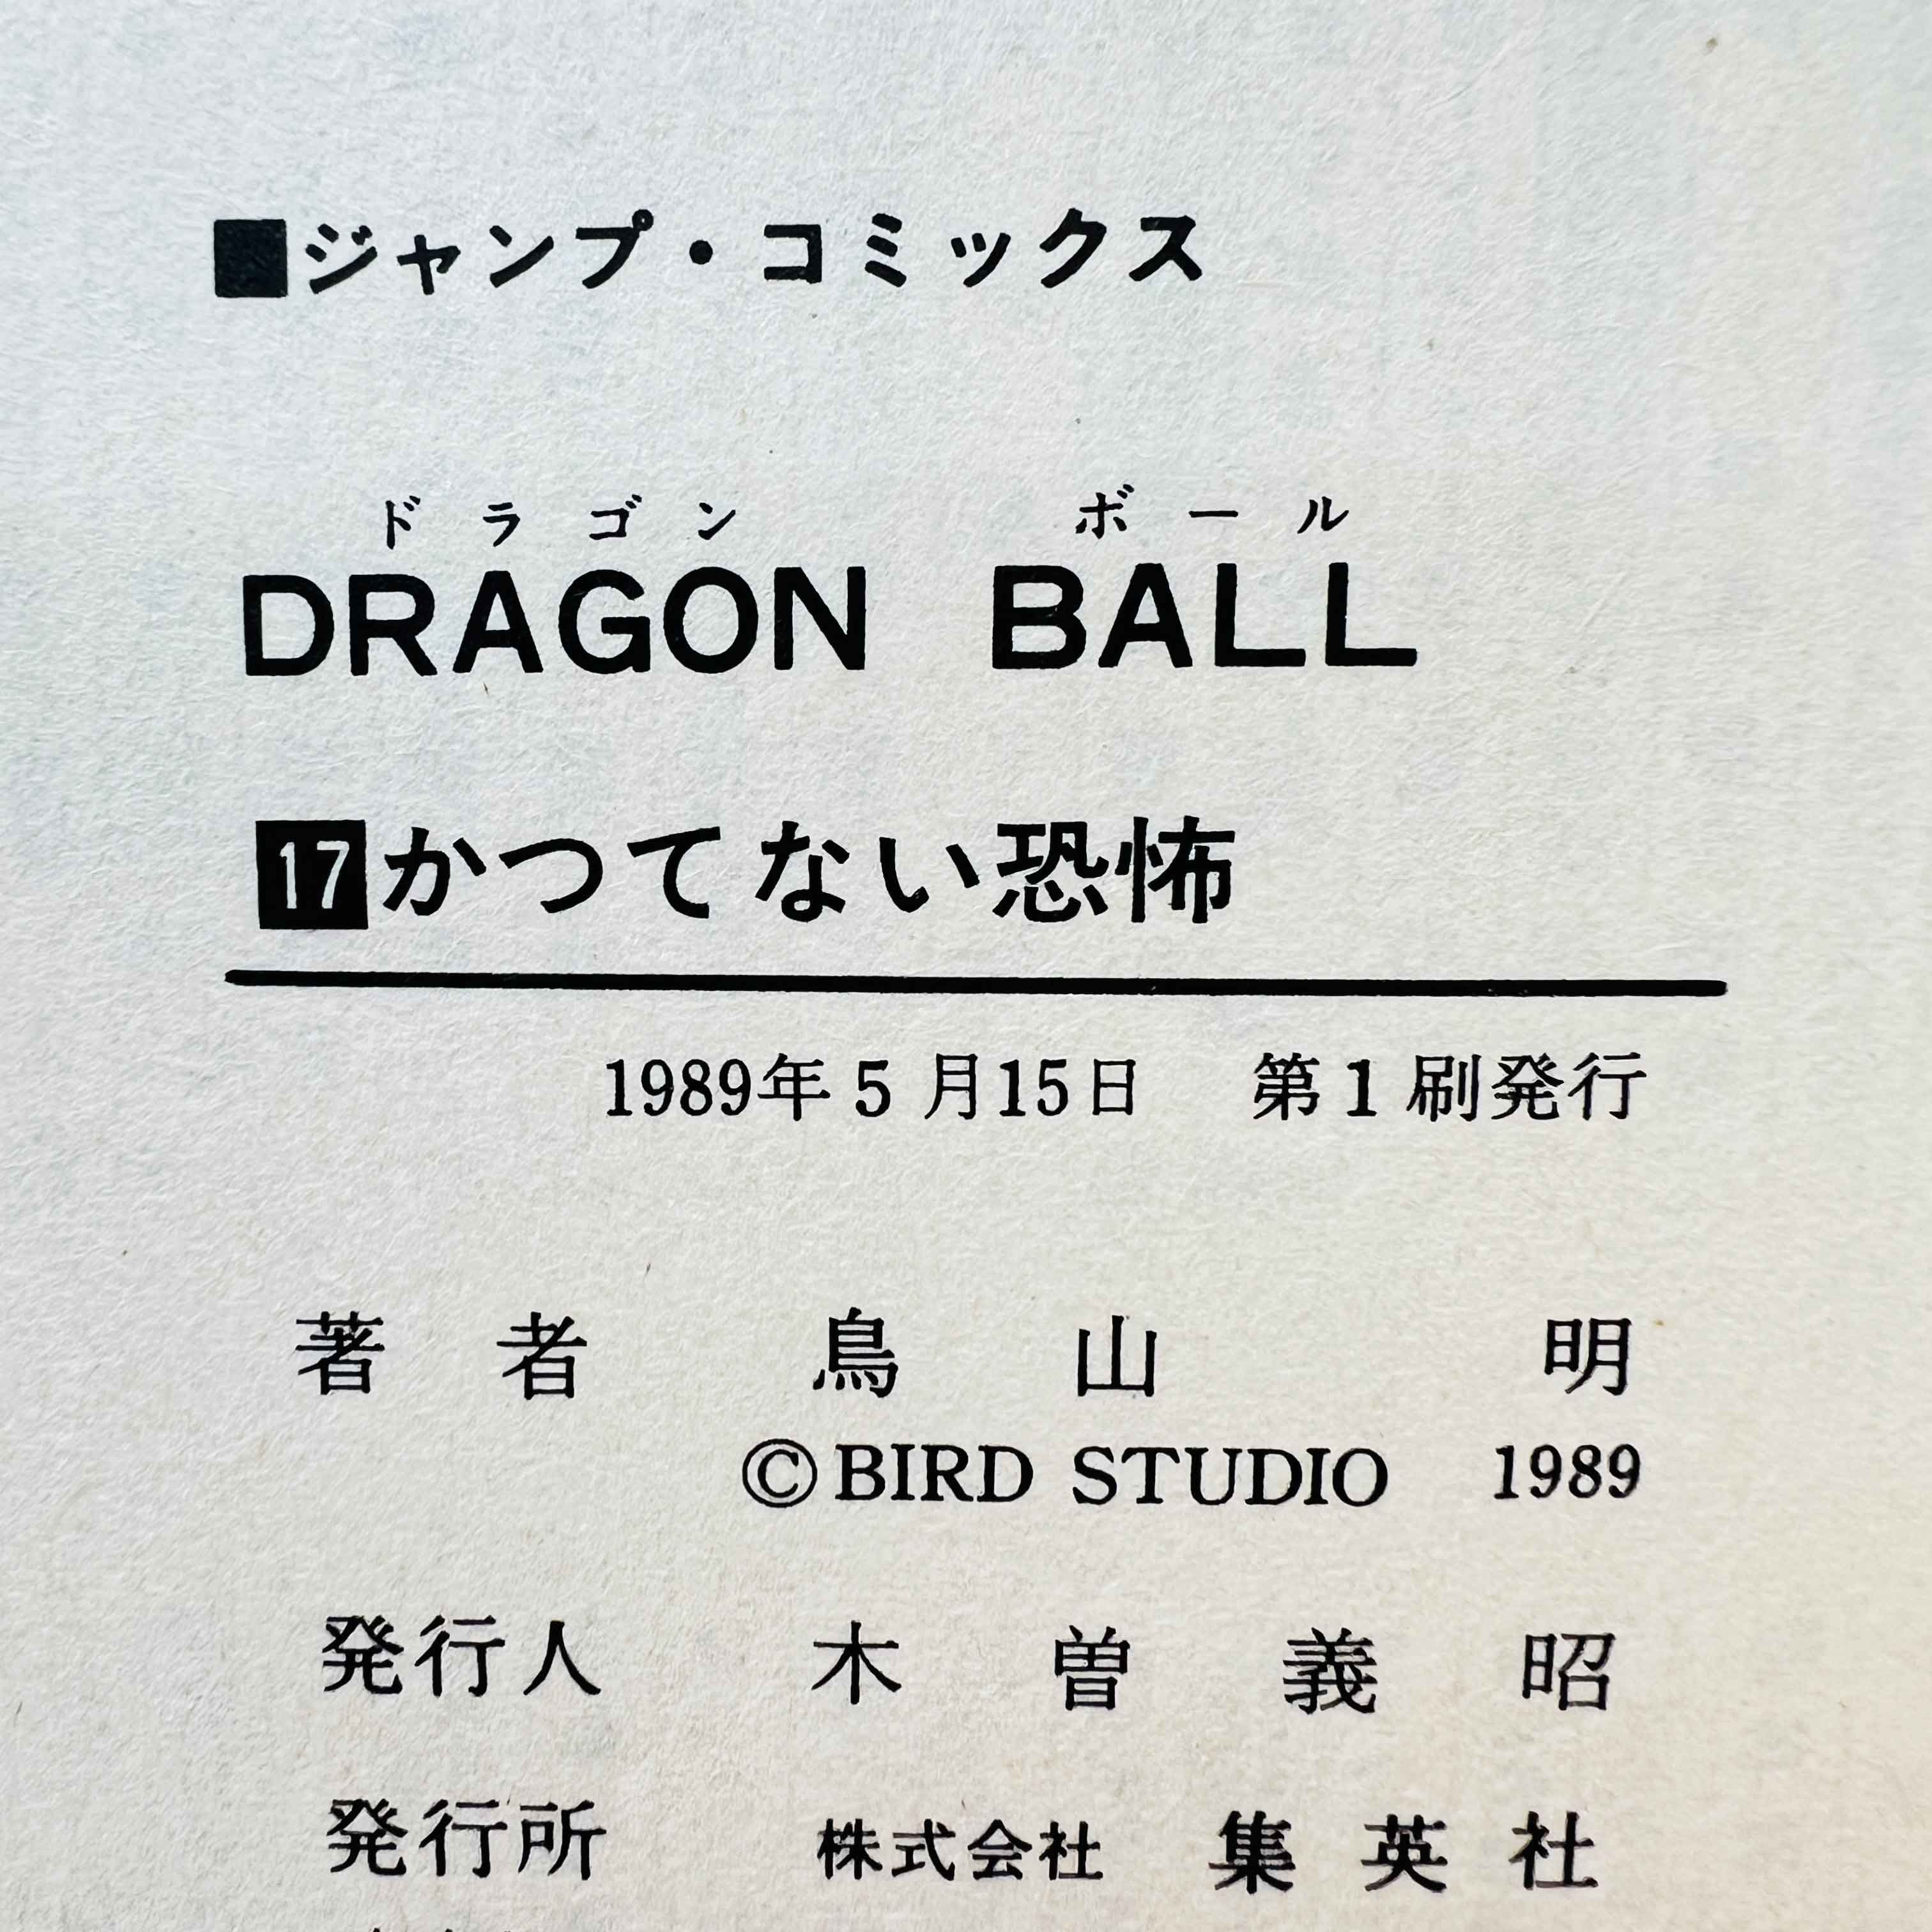 ■ジャンプ・コミックス
ドラゴン ボール
DRAGON BALL
17かつてない恐怖
1989年5月15日 第1刷発行
著者 鳥山明
©BIRD STUDIO 1989
発行人 木曽義昭
発行所 株式会社 集英社